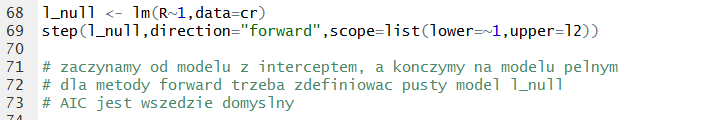 68 l_null <- lm(R~1,data=cr)
69 step(l_null,direction="forward",scope=list(lower=~1,upper=l2))
70
71 # zaczynamy od modelu z interceptem, a konczymy na modelu pelnym
72 # dla metody forward trzeba zdefiniowac pusty model l_null
73 # AIC jest wszedzie domyslny
74